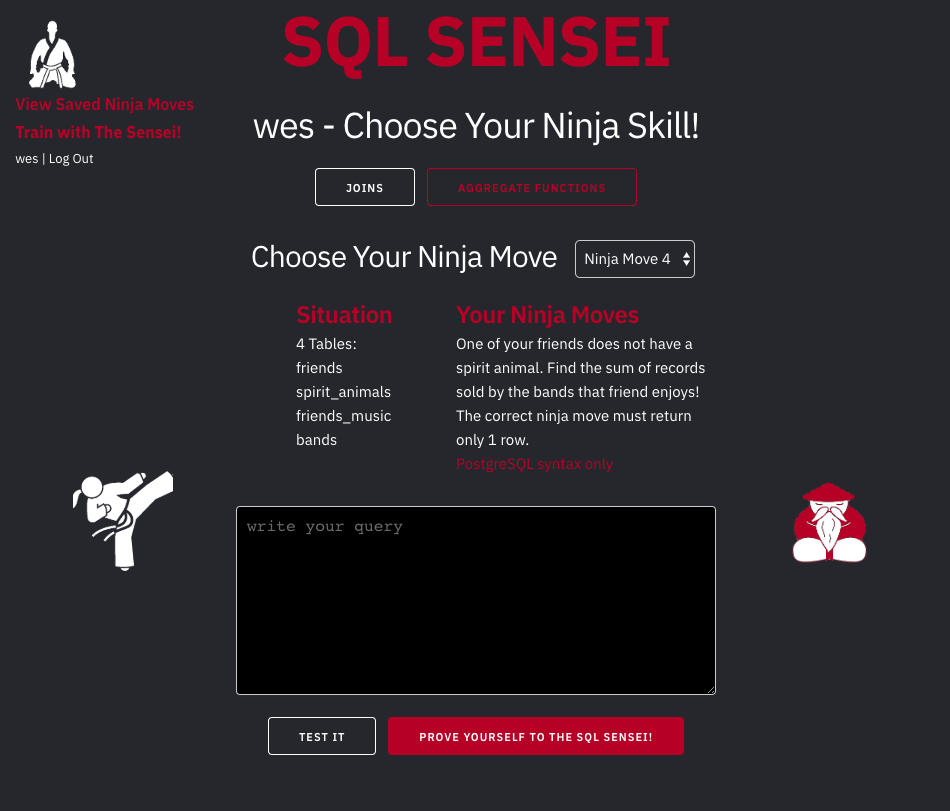 SQL SENSEI
View Saved Ninja Moves
Train with The Sensei!
wes | Log Out
wes - Choose Your Ninja Skill!
JOINS
AGGREGATE FUNCTIONS
Choose Your Ninja Move
Ninja Move 4
Situation
4 Tables:
friends
spirit_animals
friends_music
bands
Your Ninja Moves
One of your friends does not have a
spirit animal. Find the sum of records
sold by the bands that friend enjoys!
The correct ninja move must return
only 1 row.
PostgreSQL syntax only
write your query
TEST IT
PROVE YOURSELF TO THE SQL SENSEI!